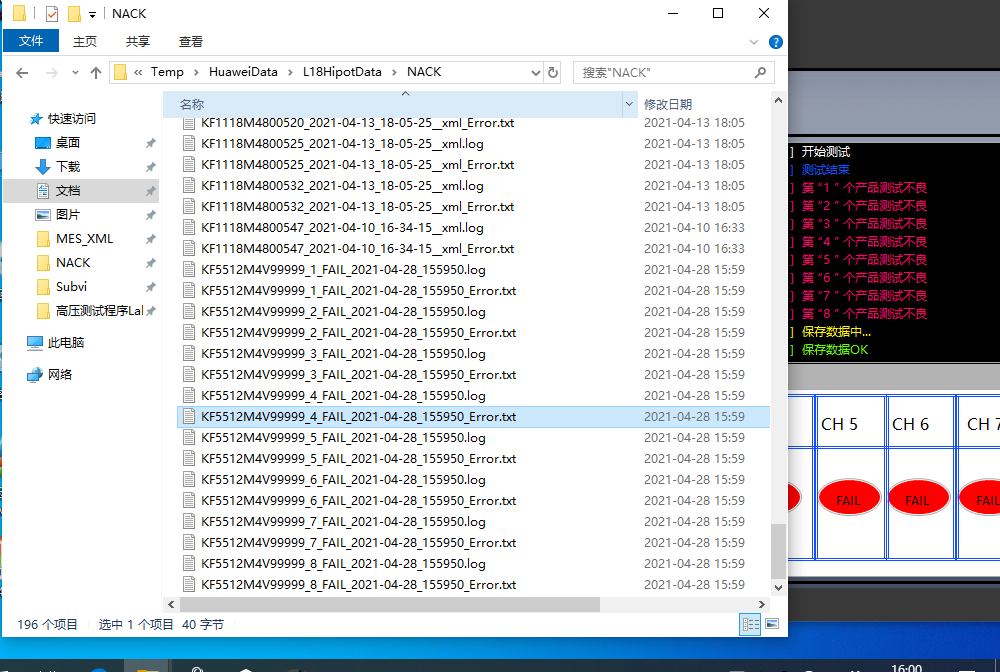 NACK
文件 主页 共享 查看
« Temp › HuaweiData › L18HipotData › NACK
搜索"NACK"
名称 修改日期
快速访问
桌面
下载
文档
图片
MES_XML
NACK
Subvi
高压测试程序Lal
此电脑
网络
KF1118M4800520_2021-04-13_18-05-25__xml_Error.txt 2021-04-13 18:05
KF1118M4800525_2021-04-13_18-05-25__xml.log 2021-04-13 18:05
KF1118M4800525_2021-04-13_18-05-25__xml_Error.txt 2021-04-13 18:05
KF1118M4800532_2021-04-13_18-05-25__xml.log 2021-04-13 18:05
KF1118M4800532_2021-04-13_18-05-25__xml_Error.txt 2021-04-13 18:05
KF1118M4800547_2021-04-10_16-34-15__xml.log 2021-04-10 16:33
KF1118M4800547_2021-04-10_16-34-15__xml_Error.txt 2021-04-10 16:33
KF5512M4V99999_1_FAIL_2021-04-28_155950.log 2021-04-28 15:59
KF5512M4V99999_1_FAIL_2021-04-28_155950_Error.txt 2021-04-28 15:59
KF5512M4V99999_2_FAIL_2021-04-28_155950.log 2021-04-28 15:59
KF5512M4V99999_2_FAIL_2021-04-28_155950_Error.txt 2021-04-28 15:59
KF5512M4V99999_3_FAIL_2021-04-28_155950.log 2021-04-28 15:59
KF5512M4V99999_3_FAIL_2021-04-28_155950_Error.txt 2021-04-28 15:59
KF5512M4V99999_4_FAIL_2021-04-28_155950.log 2021-04-28 15:59
KF5512M4V99999_4_FAIL_2021-04-28_155950_Error.txt 2021-04-28 15:59
KF5512M4V99999_5_FAIL_2021-04-28_155950.log 2021-04-28 15:59
KF5512M4V99999_5_FAIL_2021-04-28_155950_Error.txt 2021-04-28 15:59
KF5512M4V99999_6_FAIL_2021-04-28_155950.log 2021-04-28 15:59
KF5512M4V99999_6_FAIL_2021-04-28_155950_Error.txt 2021-04-28 15:59
KF5512M4V99999_7_FAIL_2021-04-28_155950.log 2021-04-28 15:59
KF5512M4V99999_7_FAIL_2021-04-28_155950_Error.txt 2021-04-28 15:59
KF5512M4V99999_8_FAIL_2021-04-28_155950.log 2021-04-28 15:59
KF5512M4V99999_8_FAIL_2021-04-28_155950_Error.txt 2021-04-28 15:59
196 个项目 选中 1 个项目 40 字节
] 开始测试
] 测试结束
] 第 “1 ” 个产品测试不良
] 第 “2 ” 个产品测试不良
] 第 “3 ” 个产品测试不良
] 第 “4 ” 个产品测试不良
] 第 “5 ” 个产品测试不良
] 第 “6 ” 个产品测试不良
] 第 “7 ” 个产品测试不良
] 第 “8 ” 个产品测试不良
] 保存数据中...
] 保存数据OK
CH 5 CH 6 CH 7
FAIL FAIL FAIL
16:00